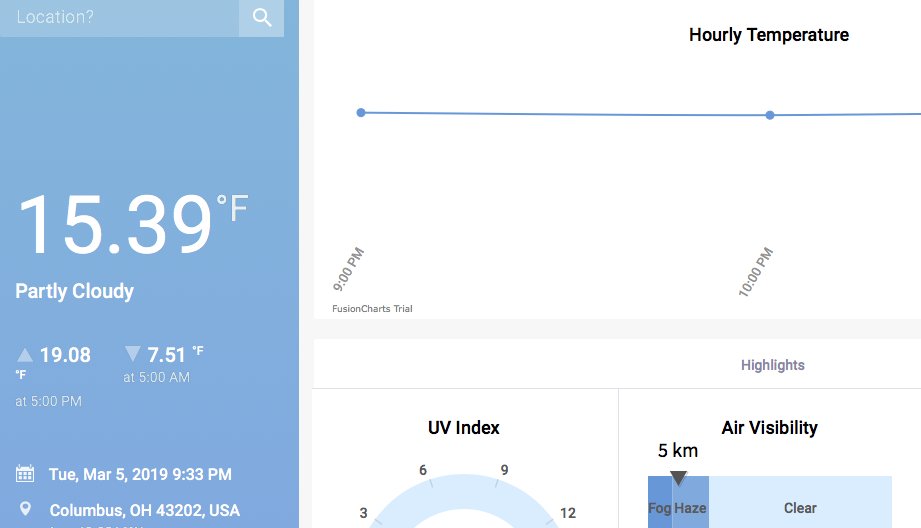 Location?
15.39 °F
Partly Cloudy
19.08 °F
at 5:00 PM
7.51 °F
at 5:00 AM
Tue, Mar 5, 2019 9:33 PM
Columbus, OH 43202, USA
Hourly Temperature
9:00 PM
10:00 PM
FusionCharts Trial
Highlights
UV Index
3
6
9
12
Air Visibility
5 km
Fog Haze Clear